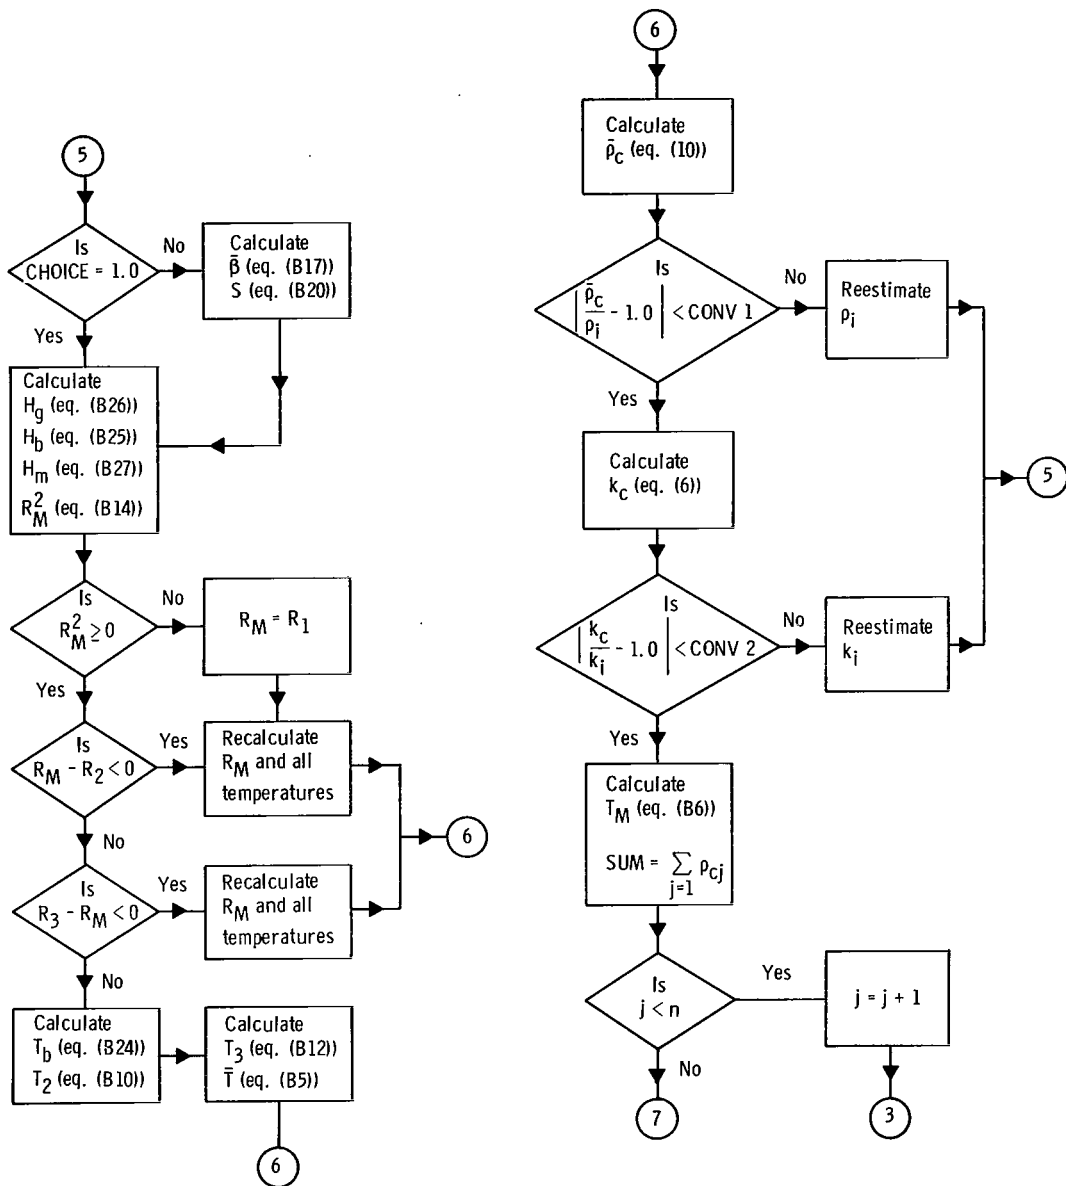 5
Is
CHOICE = 1.0
No
Calculate
β̄ (eq. (B17))
S (eq. (B20))
Yes
Calculate
H_g (eq. (B26))
H_b (eq. (B25))
H_m (eq. (B27))
R_M^2 (eq. (B14))
Is
R_M^2 ≥ 0
No
R_M = R_1
Yes
Is
R_M - R_2 < 0
Yes
Recalculate
R_M and all
temperatures
6
No
Is
R_3 - R_M < 0
Yes
Recalculate
R_M and all
temperatures
No
Calculate
T_b (eq. (B24))
T_2 (eq. (B10))
Calculate
T_3 (eq. (B12))
T̄ (eq. (B5))
6
6
Calculate
ρ̄_c (eq. (10))
Is
| ρ̄_c / ρ_i - 1.0 | < CONV 1
No
Reestimate
ρ_i
Yes
Calculate
k_c (eq. (6))
5
Is
| k_c / k_i - 1.0 | < CONV 2
No
Reestimate
k_i
Yes
Calculate
T_M (eq. (B6))
SUM = Σ ρ_cj
j=1
Is
j < n
Yes
j = j + 1
No
7
3